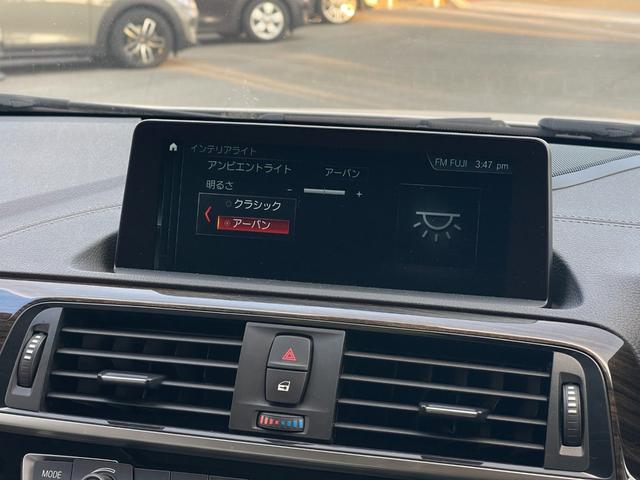 インテリアライト
FM FUJI 3:47 pm
アンビエントライト アーバン
明るさ - +
クラシック
アーバン
MODE